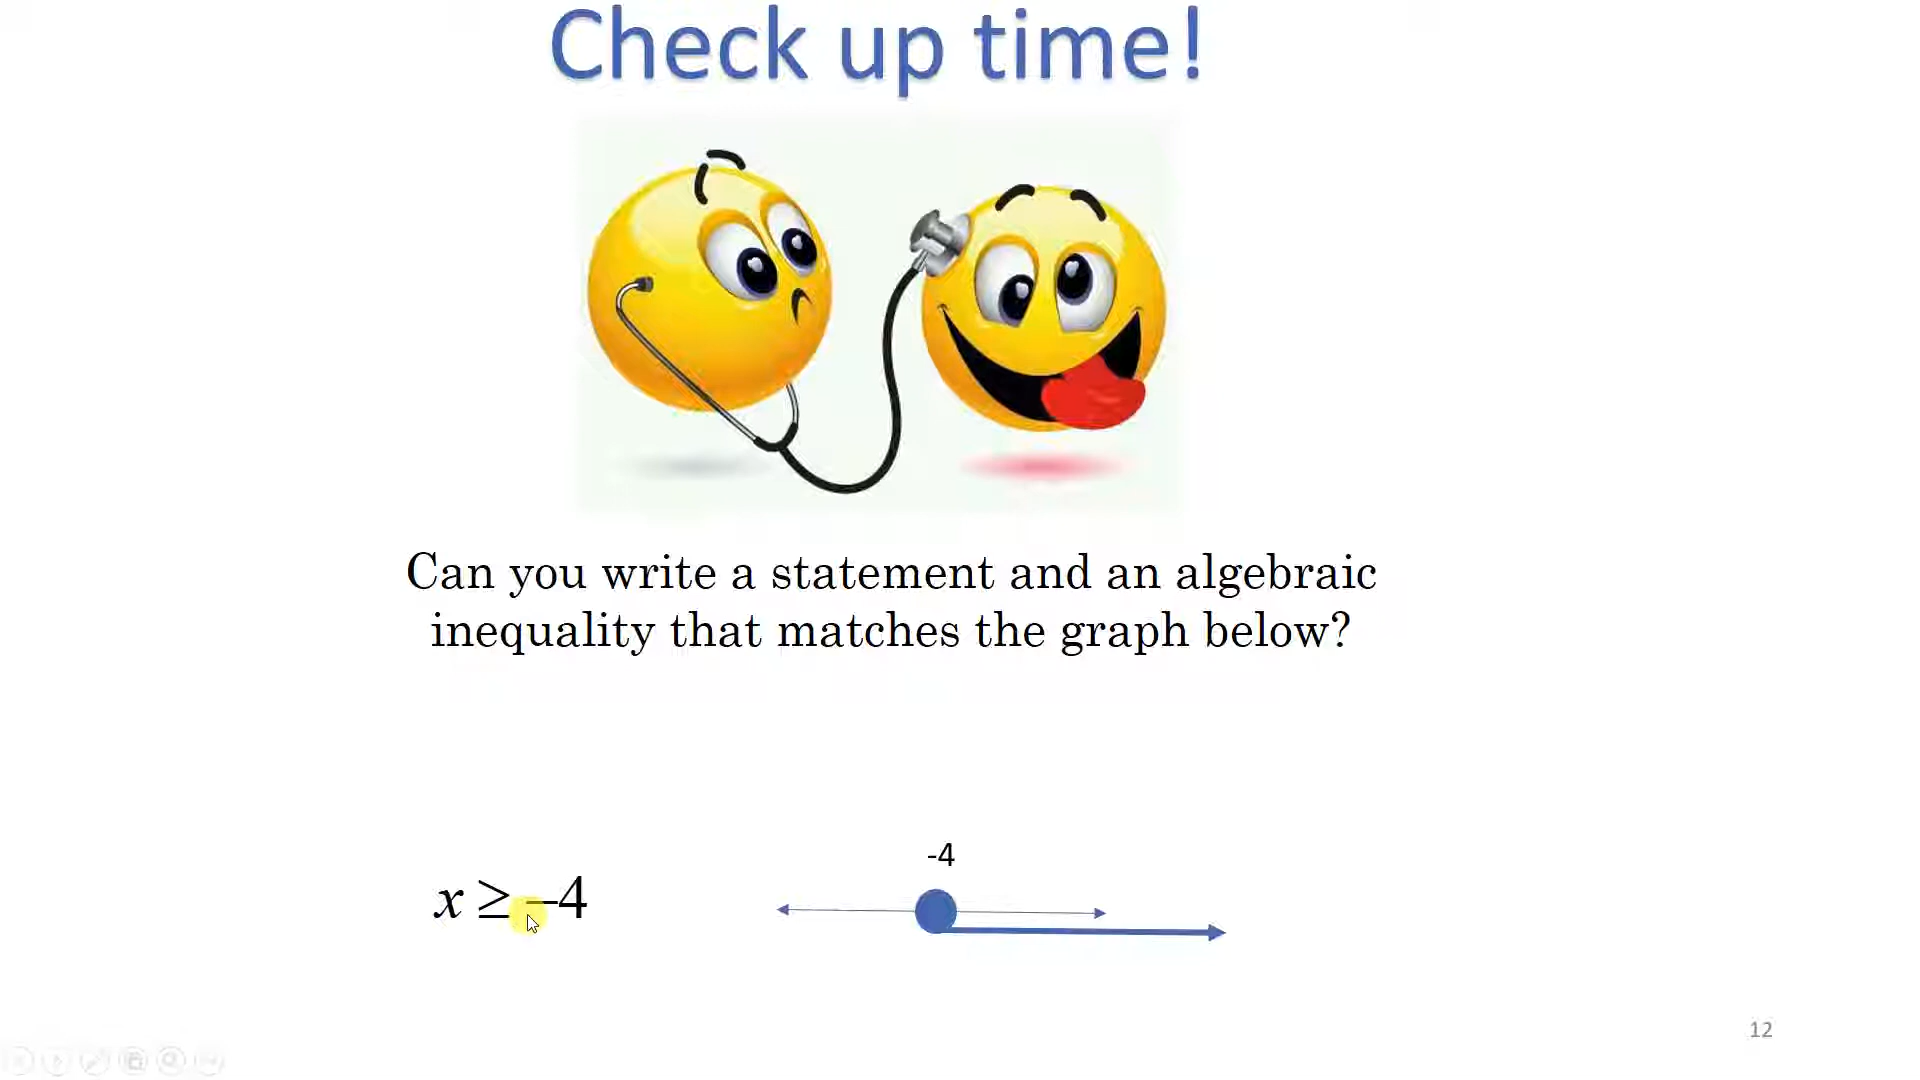 Check up time!
Can you write a statement and an algebraic
inequality that matches the graph below?
-4
x ≥ –4
12